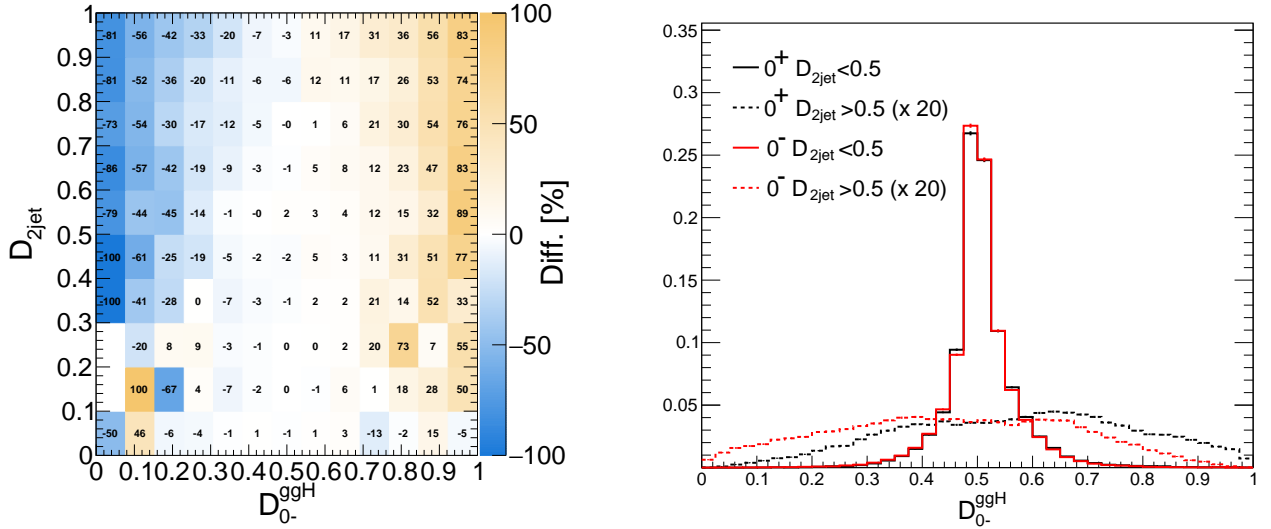 1 -81 -56 -42 -33 -20 -7 -3 11 17 31 36 56 83 100
0.9 -81 -52 -36 -20 -11 -6 -6 12 11 17 26 53 74
0.8 -73 -54 -30 -17 -12 -5 -0 1 6 21 30 54 76 50
0.7 -86 -57 -42 -19 -9 -3 -1 5 8 12 23 47 83
0.6 -79 -44 -45 -14 -1 -0 2 3 4 12 15 32 89 0
0.5 -100 -61 -25 -19 -5 -2 -2 5 3 11 31 51 77
0.4 -100 -41 -28 0 -7 -3 -1 2 2 21 14 52 33
0.3 -20 8 9 -3 -1 0 0 2 20 73 7 55 −50
0.2 100 -67 4 -7 -2 0 -1 6 1 18 28 50
0.1 -50 46 -6 -4 -1 1 -1 1 3 -13 -2 15 -5
0 −100
0 0.1 0.2 0.3 0.4 0.5 0.6 0.7 0.8 0.9 1
D2jet
Diff. [%]
D0-ggH
0.35
0.3
0.25
0.2
0.15
0.1
0.05
0+ D2jet<0.5
0+ D2jet>0.5 (x 20)
0- D2jet<0.5
0- D2jet>0.5 (x 20)
0 0.1 0.2 0.3 0.4 0.5 0.6 0.7 0.8 0.9 1
D0-ggH